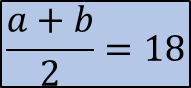 a + b
2
= 18